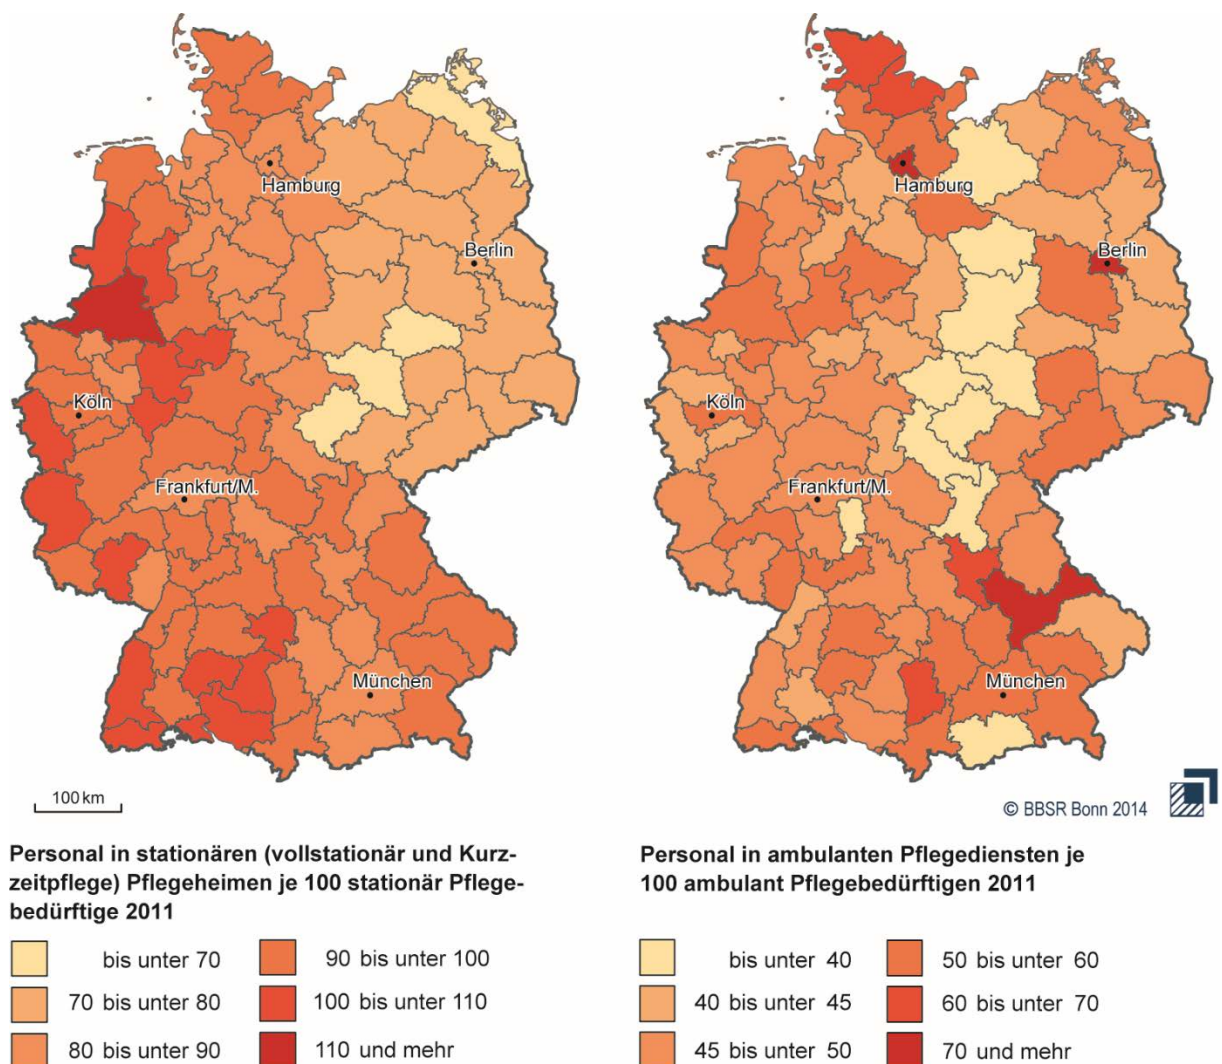 Hamburg
Berlin
Köln
Frankfurt/M.
München
100 km
Hamburg
Berlin
Köln
Frankfurt/M.
München
© BBSR Bonn 2014
Personal in stationären (vollstationär und Kurz-
zeitpflege) Pflegeheimen je 100 stationär Pflege-
bedürftige 2011
bis unter 70
90 bis unter 100
70 bis unter 80
100 bis unter 110
80 bis unter 90
110 und mehr
Personal in ambulanten Pflegediensten je
100 ambulant Pflegebedürftigen 2011
bis unter 40
50 bis unter 60
40 bis unter 45
60 bis unter 70
45 bis unter 50
70 und mehr